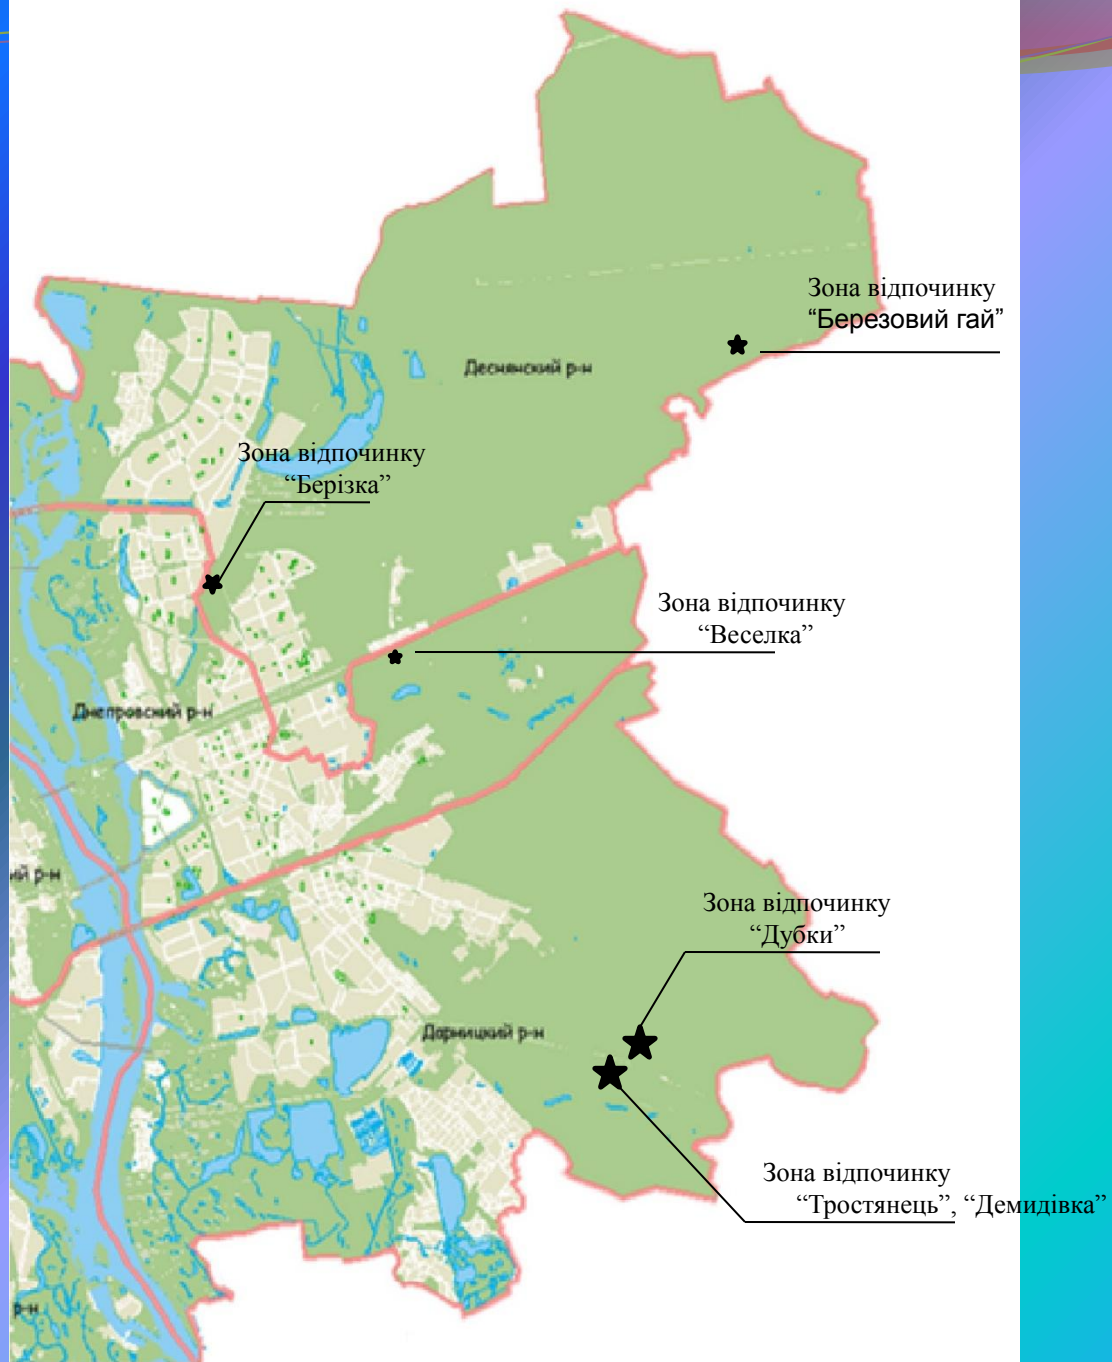 Зона відпочинку
“Березовий гай”
Деснянский р-н
Зона відпочинку
“Берізка”
Зона відпочинку
“Веселка”
Днепровский р-н
ий р-н
Зона відпочинку
“Дубки”
Дарницкий р-н
Зона відпочинку
“Тростянець”, “Демидівка”
р-н